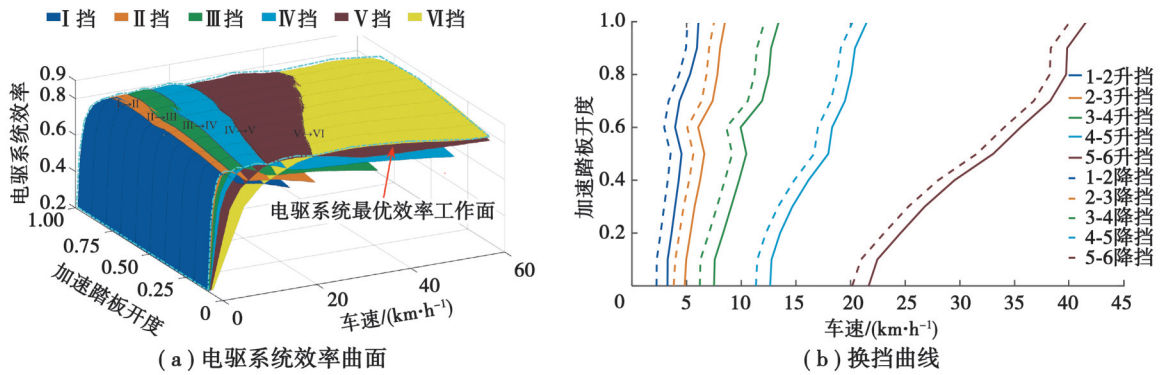 I挡 II挡 III挡 IV挡 V挡 VI挡
电驱系统效率
0.9
0.8
0.6
0.4
0.2
I→II
II→III
III→IV
IV→V
V→VI
电驱系统最优效率工作面
1.00
0.75
0.50
0.25
0
加速踏板开度
0
20
40
60
车速/(km·h⁻¹)
(a) 电驱系统效率曲面
加速踏板开度
1.0
0.8
0.6
0.4
0.2
0 5 10 15 20 25 30 35 40 45
车速/(km·h⁻¹)
1-2升挡
2-3升挡
3-4升挡
4-5升挡
5-6升挡
1-2降挡
2-3降挡
3-4降挡
4-5降挡
5-6降挡
(b) 换挡曲线